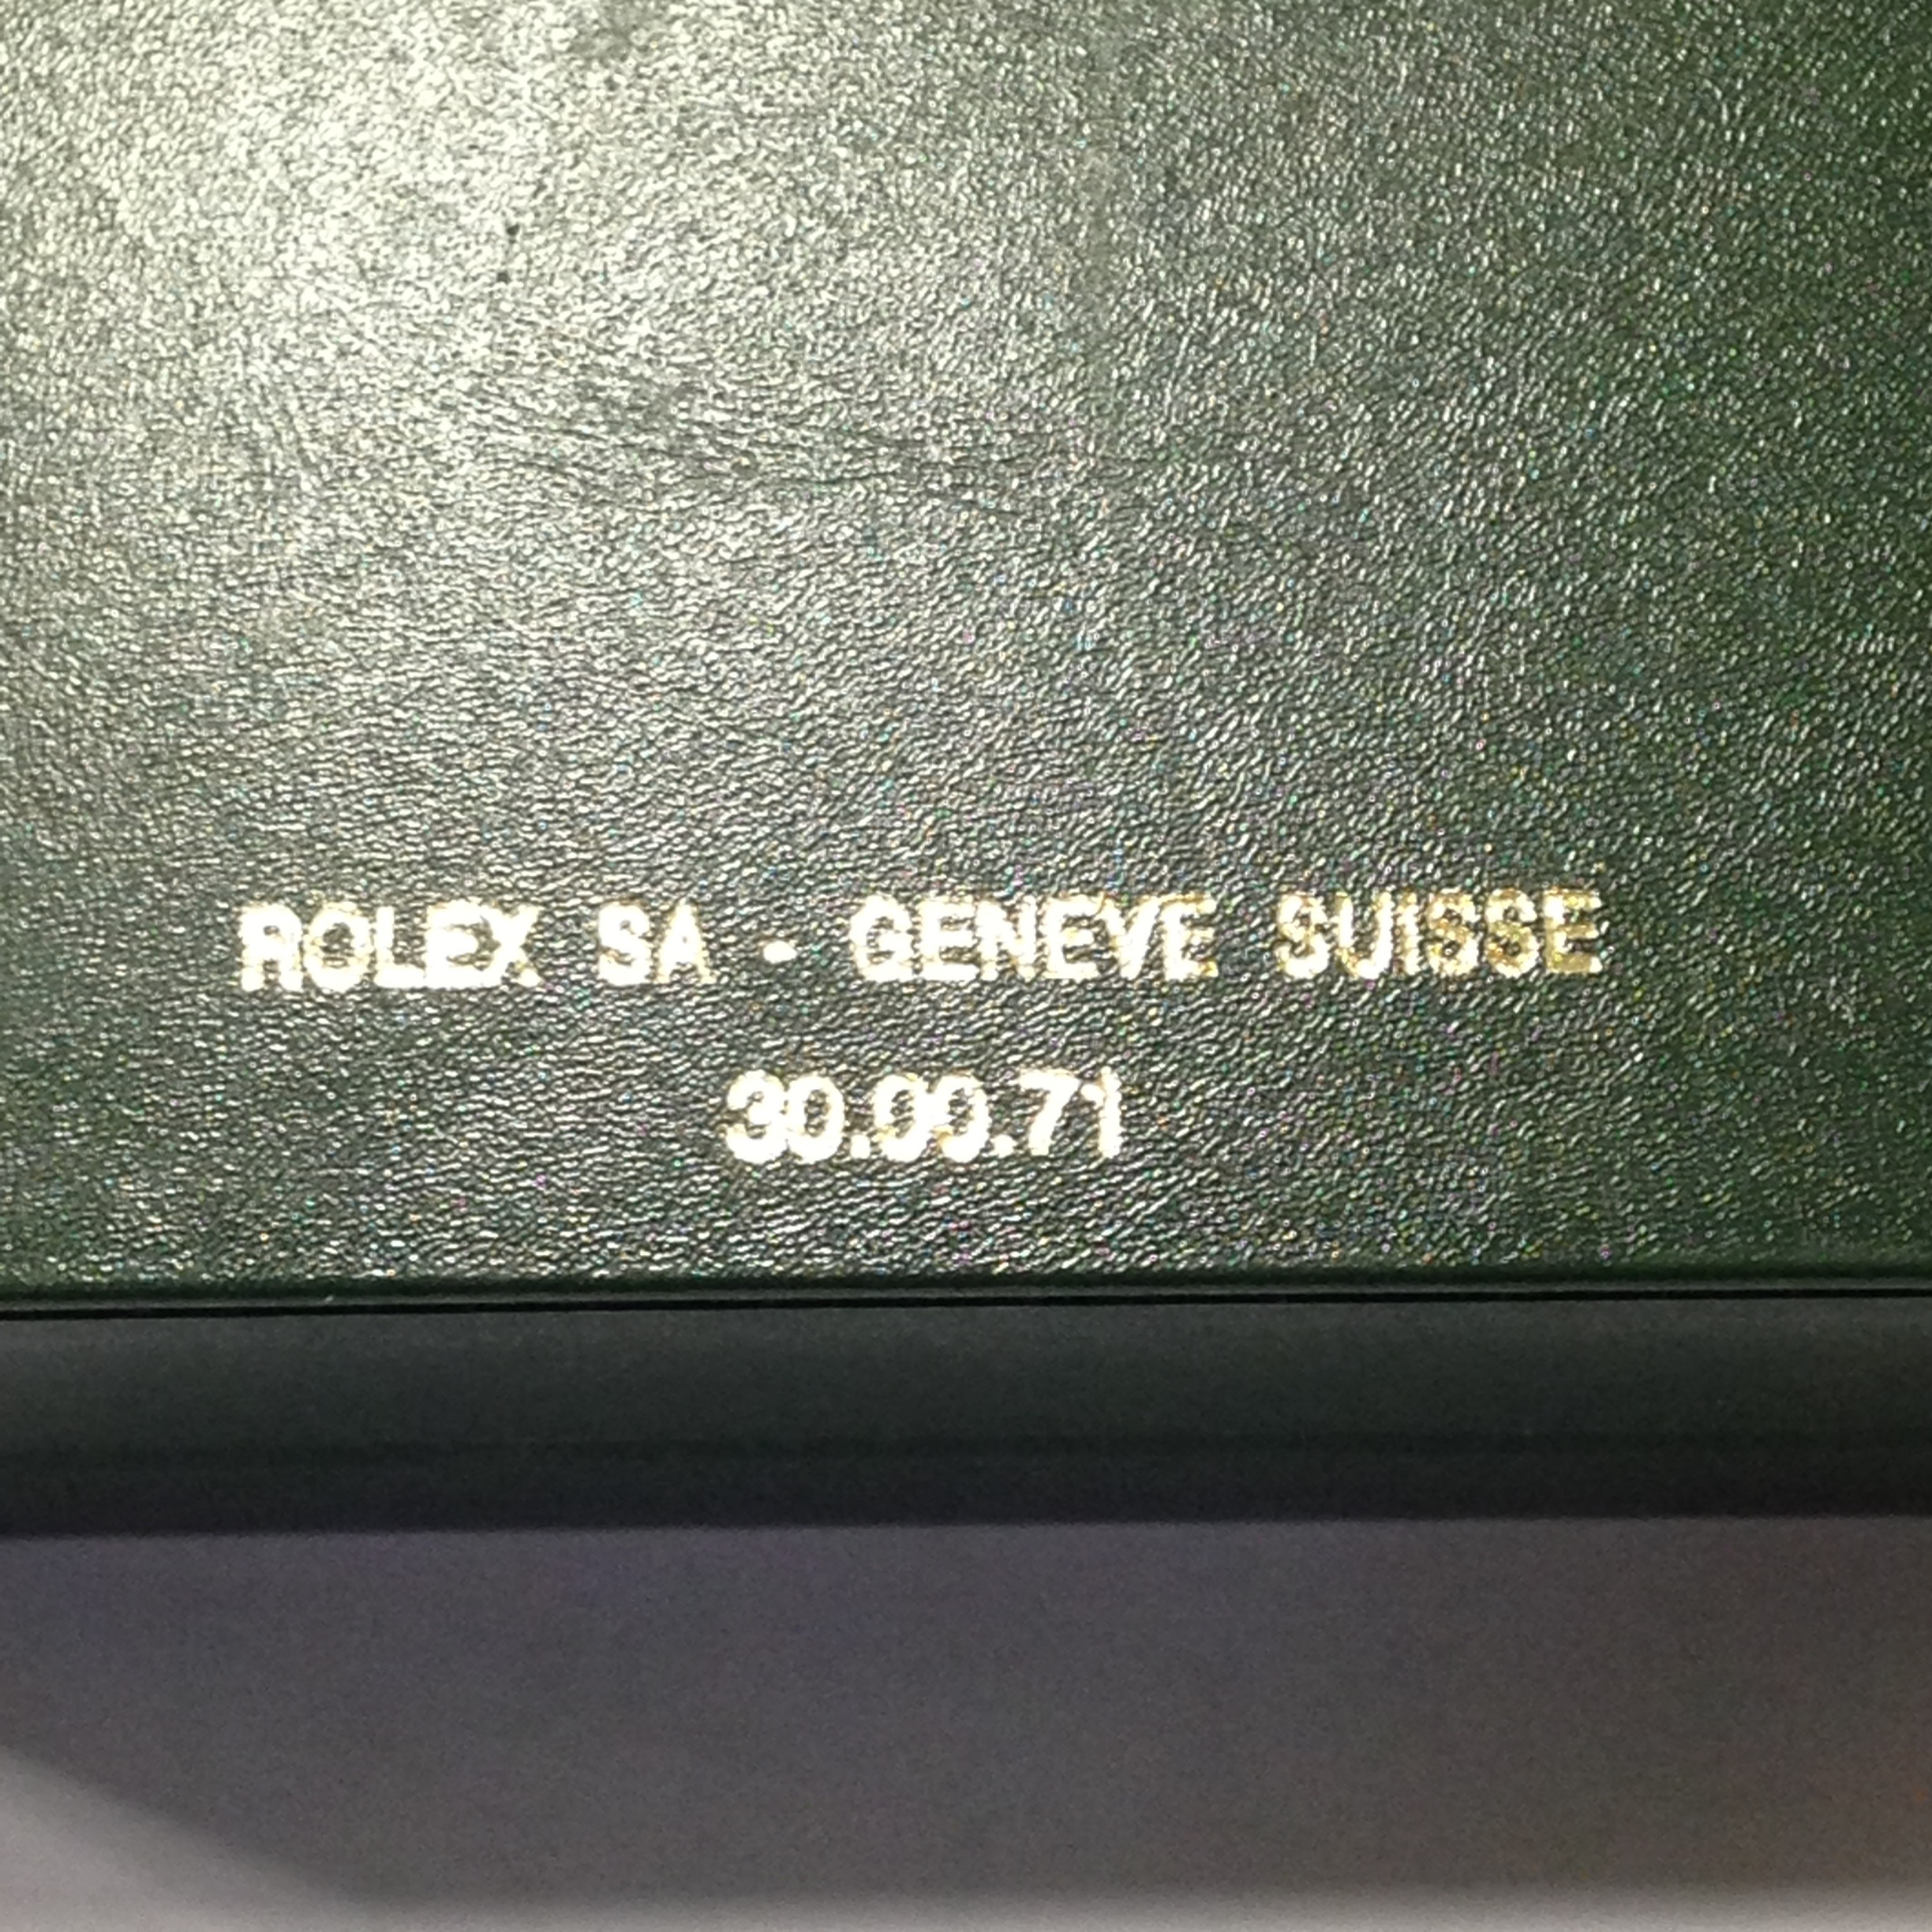 ROLEX SA · GENEVE SUISSE
30.00.71